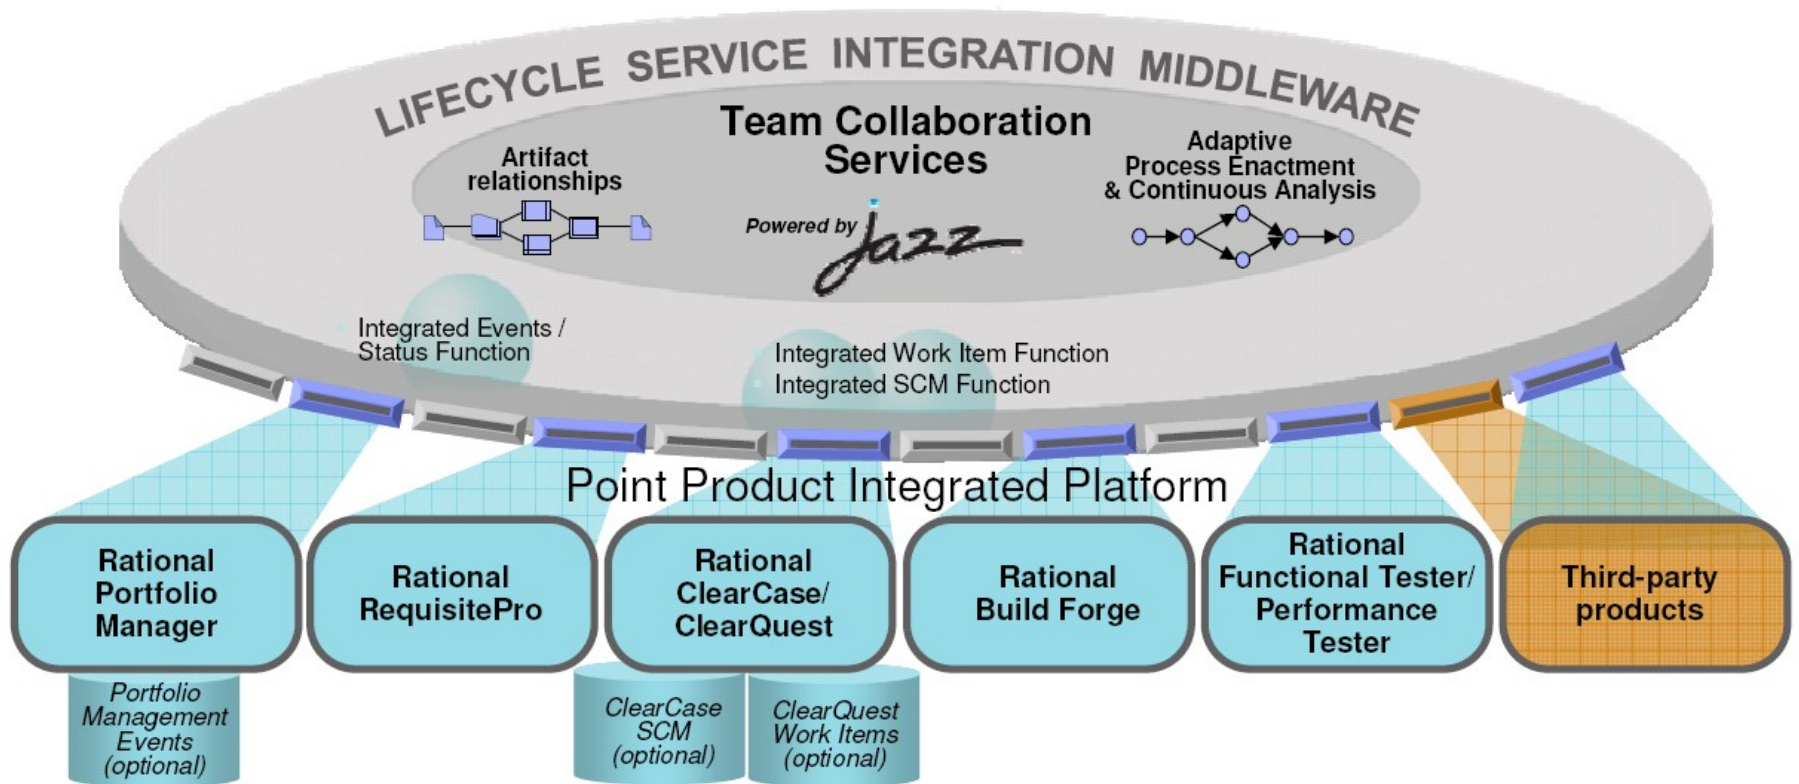 LIFECYCLE SERVICE INTEGRATION MIDDLEWARE
Team Collaboration
Services
Artifact
relationships
Adaptive
Process Enactment
& Continuous Analysis
Powered by
Jazz
Integrated Events /
Status Function
Integrated Work Item Function
Integrated SCM Function
Point Product Integrated Platform
Rational
Portfolio
Manager
Rational
RequisitePro
Rational
ClearCase/
ClearQuest
Rational
Build Forge
Rational
Functional Tester/
Performance
Tester
Third-party
products
Portfolio
Management
Events
(optional)
ClearCase
SCM
(optional)
ClearQuest
Work Items
(optional)